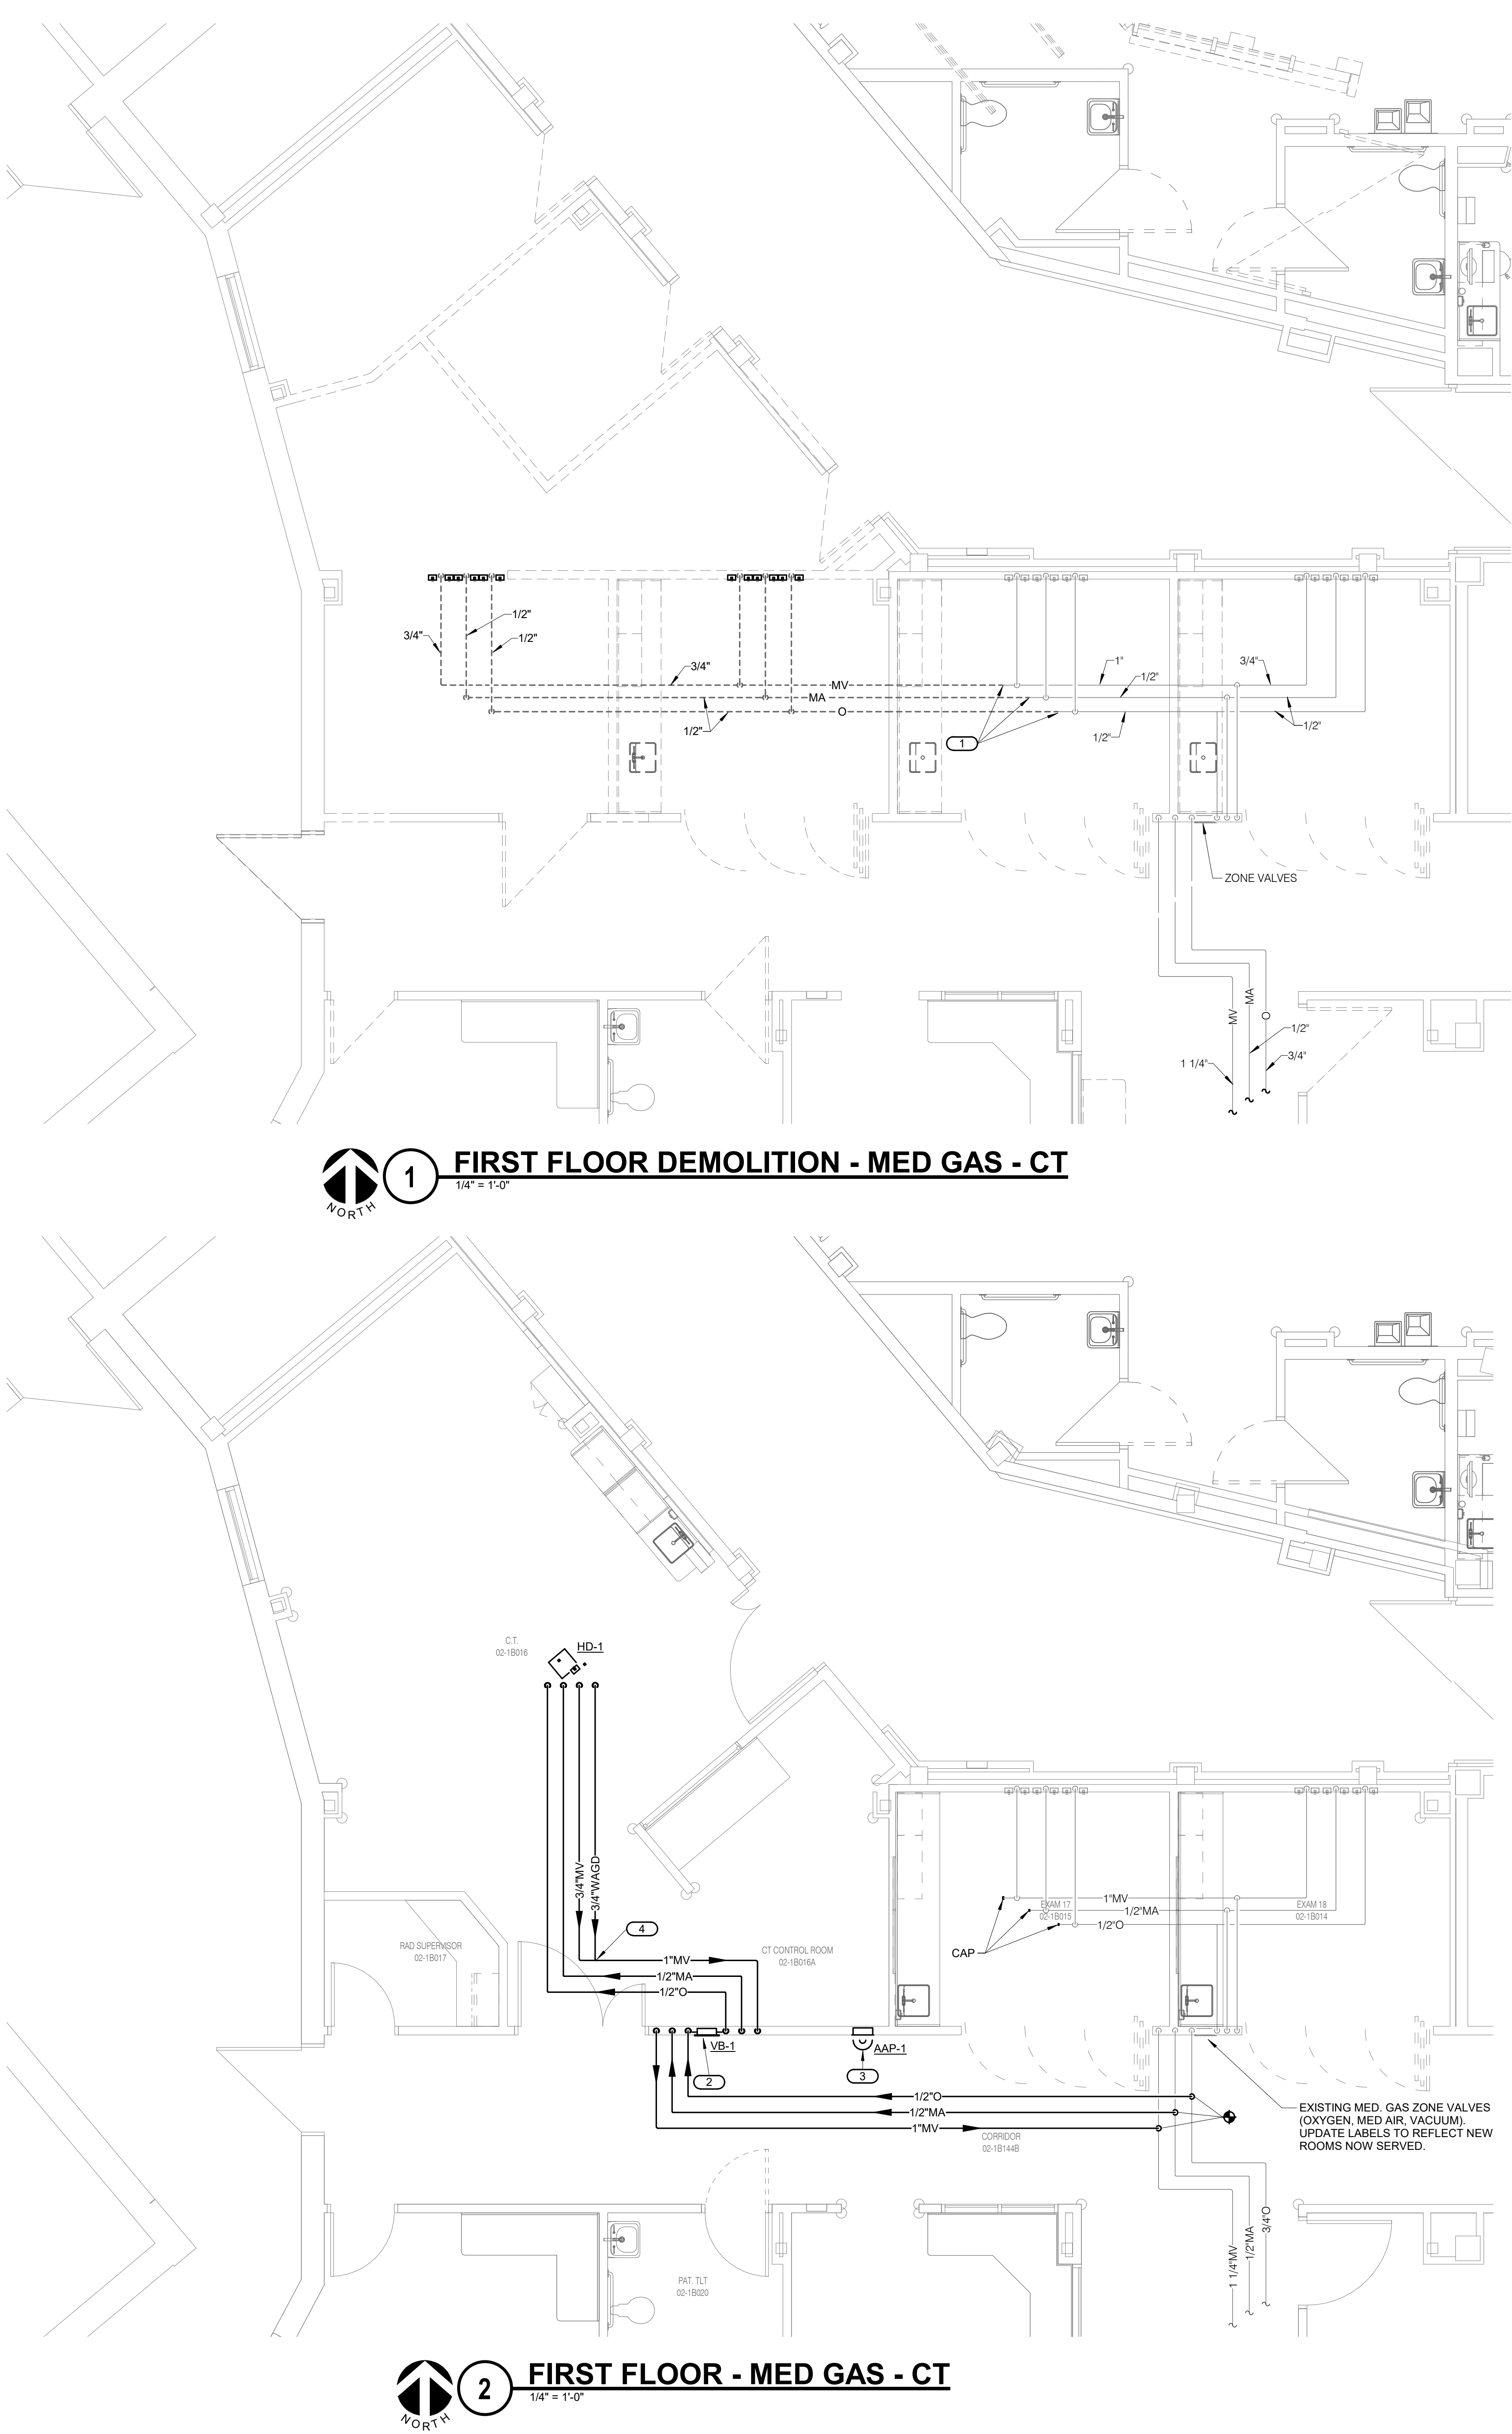 1/2"
3/4"
1/2"
3/4"
1"
3/4"
1/2"
MV
MA
O
1/2"
1/2"
1/2"
1
ZONE VALVES
MV
MA
O
1/2"
3/4"
1 1/4"
1
FIRST FLOOR DEMOLITION - MED GAS - CT
1/4" = 1'-0"
NORTH
C.T.
02-1B016
HD-1
3/4"MV
3/4"WAGD
4
1"MV
1/2"MA
1/2"O
RAD SUPERVISOR
02-1B017
CT CONTROL ROOM
02-1B016A
1"MV
1/2"MA
1/2"O
EXAM 17
02-1B015
EXAM 18
02-1B014
CAP
VB-1
2
AAP-1
3
1/2"O
1/2"MA
1"MV
CORRIDOR
02-1B144B
EXISTING MED. GAS ZONE VALVES
(OXYGEN, MED AIR, VACUUM).
UPDATE LABELS TO REFLECT NEW
ROOMS NOW SERVED.
1 1/4"MV
1/2"MA
3/4"O
PAT. TLT
02-1B020
2
FIRST FLOOR - MED GAS - CT
1/4" = 1'-0"
NORTH